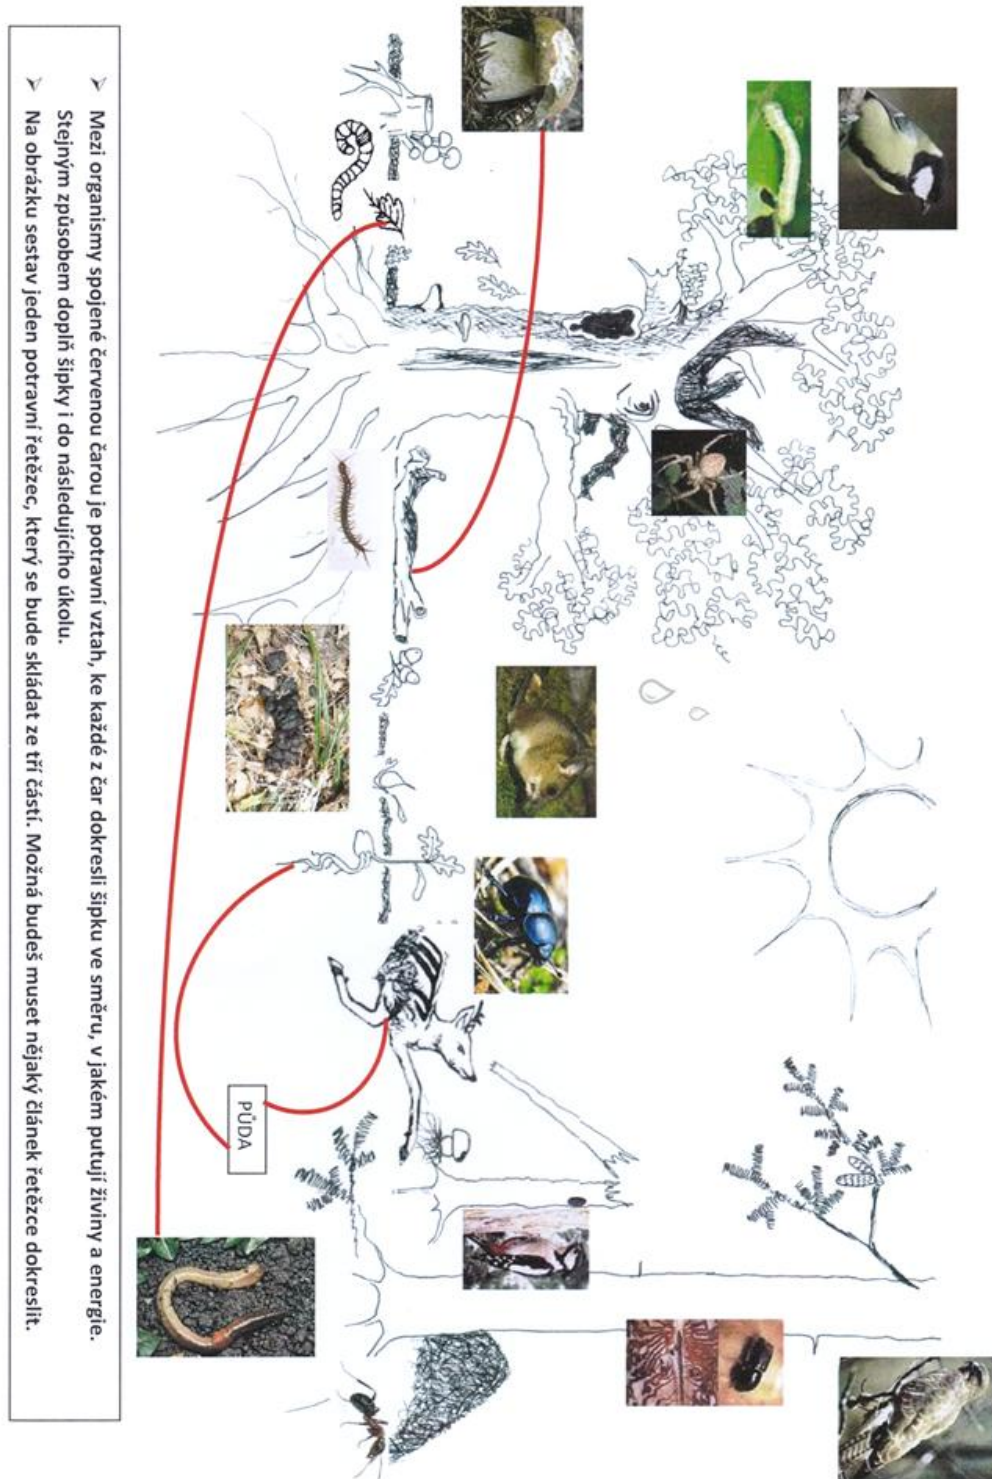 PŮDA
➢ Mezi organismy spojené červenou čarou je potravní vztah, ke každé z čar dokresli šipku ve směru, v jakém putují živiny a energie.
Stejným způsobem doplň šipky i do následujícího úkolu.
➢ Na obrázku sestav jeden potravní řetězec, který se bude skládat ze tří částí. Možná budeš muset nějaký článek řetězce dokreslit.